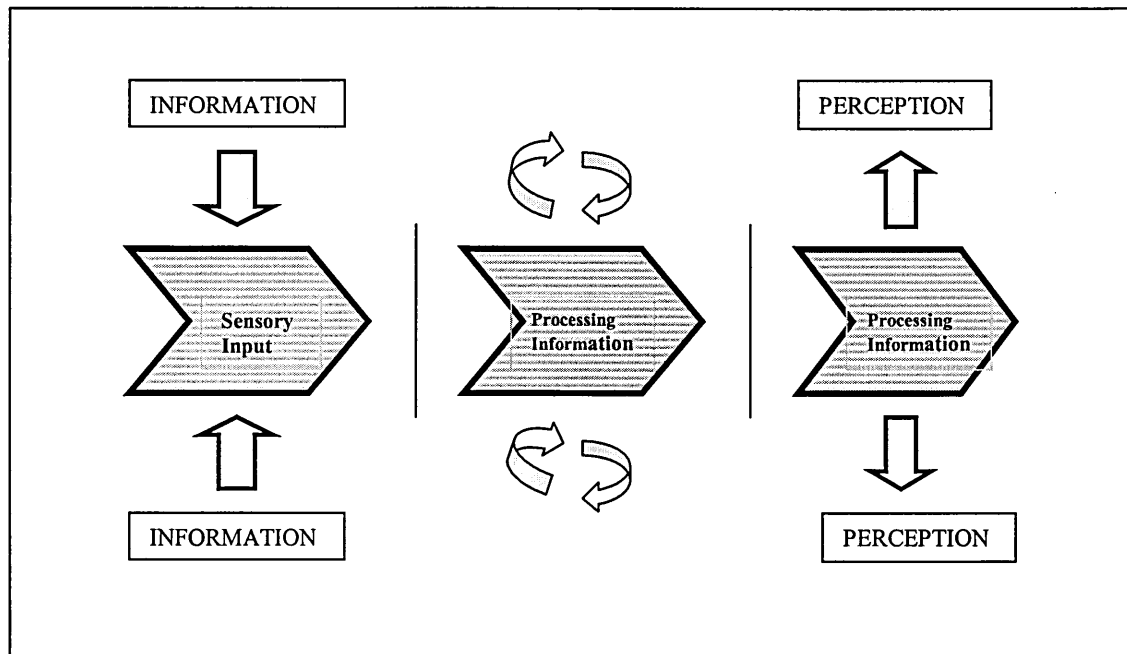 INFORMATION
PERCEPTION
Sensory
Input
Processing
Information
Processing
Information
INFORMATION
PERCEPTION